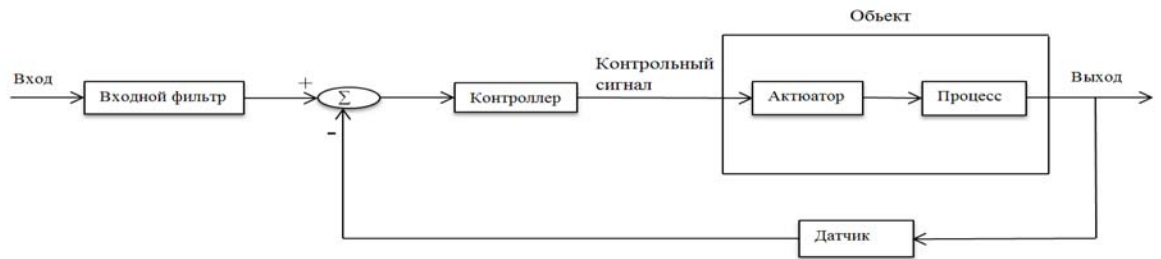 Обьект
Вход
Входной фильтр
+
Σ
-
Контроллер
Контрольный
сигнал
Актюатор
Процесс
Выход
Датчик